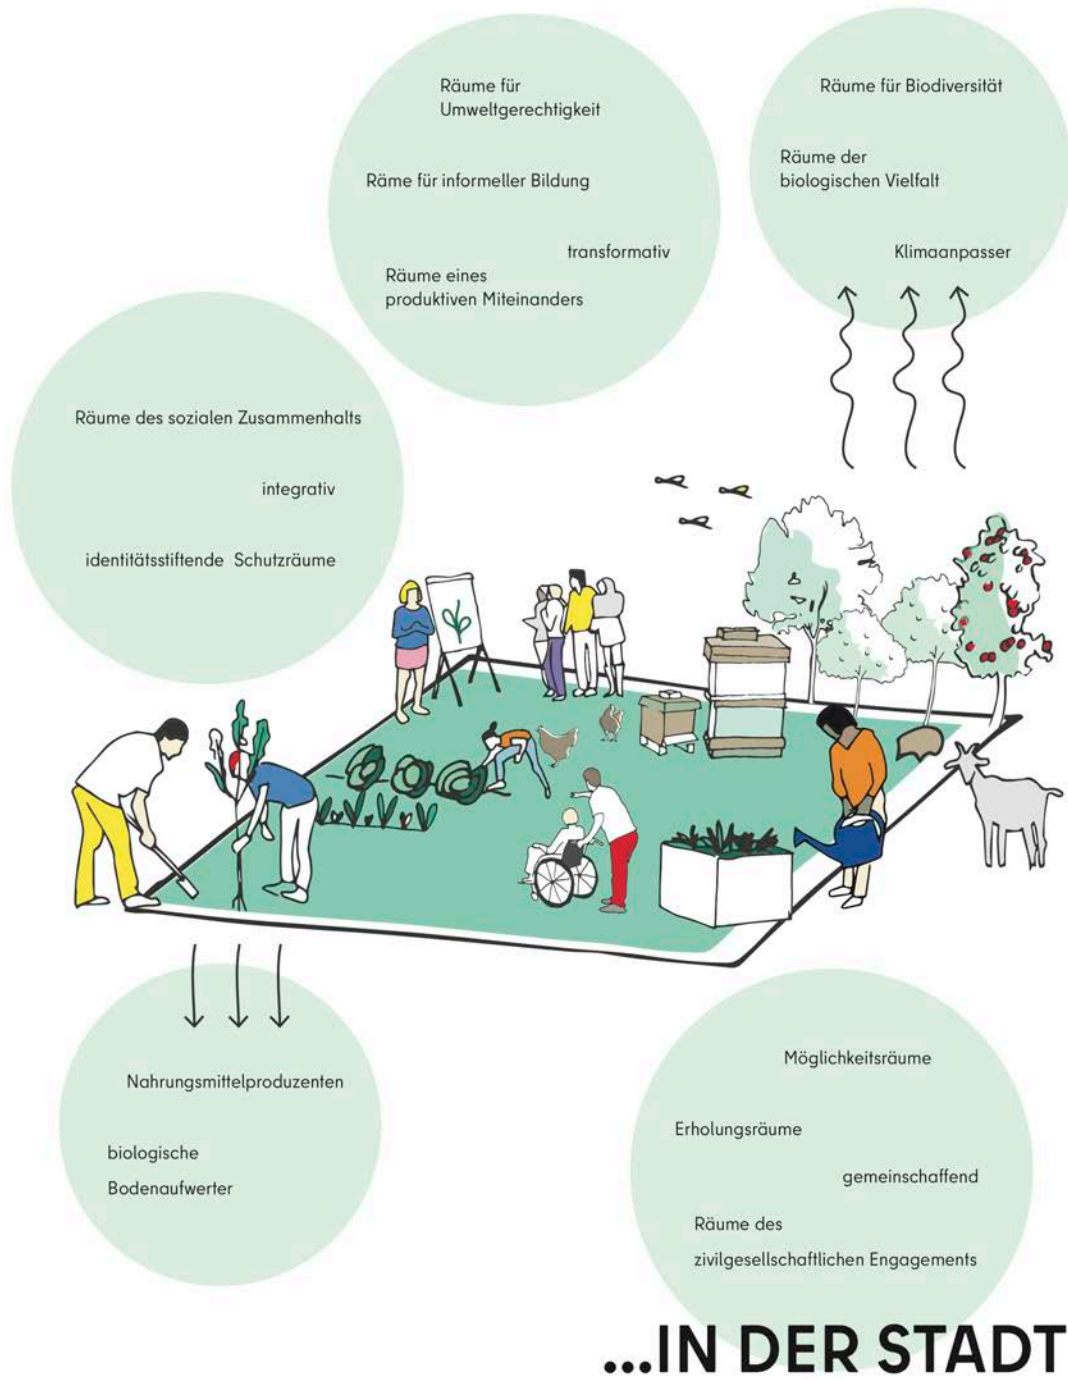 Räume für
Umweltgerechtigkeit
Räme für informeller Bildung
transformativ
Räume eines
produktiven Miteinanders
Räume für Biodiversität
Räume der
biologischen Vielfalt
Klimaanpasser
Räume des sozialen Zusammenhalts
integrativ
identitätsstiftende Schutzräume
Nahrungsmittelproduzenten
biologische
Bodenaufwerter
Möglichkeitsräume
Erholungsräume
gemeinschaffend
Räume des
zivilgesellschaftlichen Engagements
...IN DER STADT